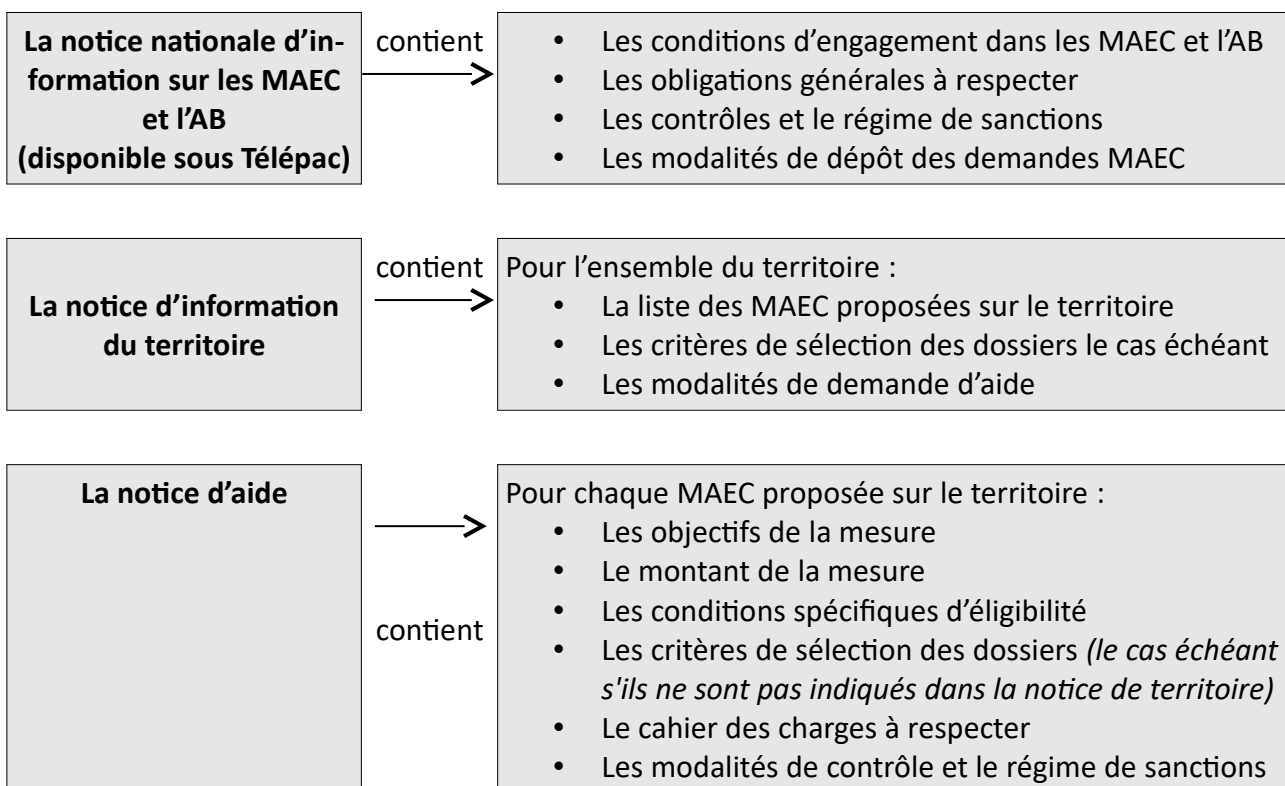 La notice nationale d’in-
formation sur les MAEC
et l’AB
(disponible sous Télépac)
contient
• Les conditions d’engagement dans les MAEC et l’AB
• Les obligations générales à respecter
• Les contrôles et le régime de sanctions
• Les modalités de dépôt des demandes MAEC
La notice d’information
du territoire
contient
Pour l’ensemble du territoire :
• La liste des MAEC proposées sur le territoire
• Les critères de sélection des dossiers le cas échéant
• Les modalités de demande d’aide
La notice d’aide
contient
Pour chaque MAEC proposée sur le territoire :
• Les objectifs de la mesure
• Le montant de la mesure
• Les conditions spécifiques d’éligibilité
• Les critères de sélection des dossiers (le cas échéant
s'ils ne sont pas indiqués dans la notice de territoire)
• Le cahier des charges à respecter
• Les modalités de contrôle et le régime de sanctions